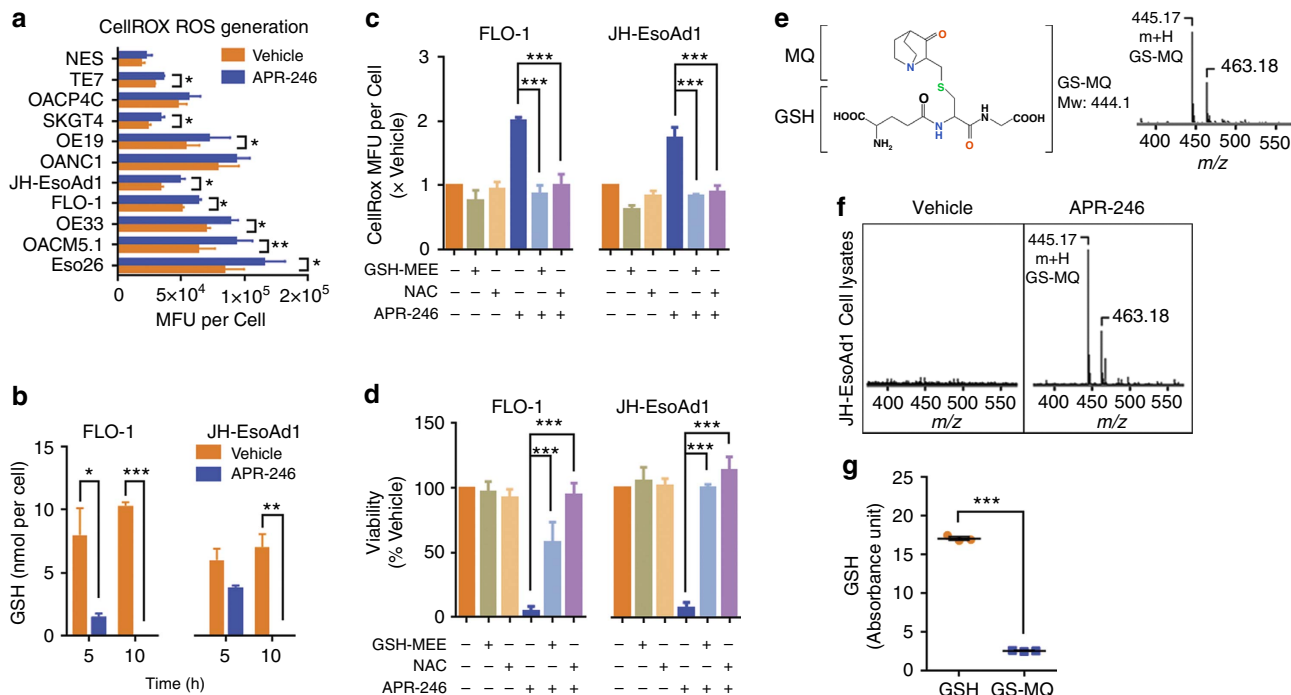 a
CellROX ROS generation
Vehicle
APR-246
NES
TE7
OACP4C
SKGT4
OE19
OANC1
JH-EsoAd1
FLO-1
OE33
OACM5.1
Eso26
*
*
*
*
*
*
**
*
0
5×10⁴
1×10⁵
2×10⁵
MFU per Cell
b
FLO-1
JH-EsoAd1
Vehicle
APR-246
GSH (nmol per cell)
15
10
5
0
*
***
**
5 10 5 10
Time (h)
c
FLO-1
JH-EsoAd1
CellRox MFU per Cell
(× Vehicle)
3
2
1
0
***
***
***
***
GSH-MEE – + – – + – – + – – + –
NAC – – + – – + – – + – – +
APR-246 – – – + + + – – – + + +
d
FLO-1
JH-EsoAd1
Viability
(% Vehicle)
150
100
50
0
***
***
***
***
GSH-MEE – + – – + – – + – – + –
NAC – – + – – + – – + – – +
APR-246 – – – + + + – – – + + +
e
MQ
GSH
O
N
S
O
HOOC
NH₂
N
H
O
H
N
O
COOH
GS-MQ
Mw: 444.1
445.17
m+H
GS-MQ
463.18
400 450 500 550
m/z
f
Vehicle
APR-246
JH-EsoAd1 Cell lysates
445.17
m+H
GS-MQ
463.18
400 450 500 550
m/z
400 450 500 550
m/z
g
GSH
(Absorbance unit)
25
20
15
10
5
0
***
GSH GS-MQ